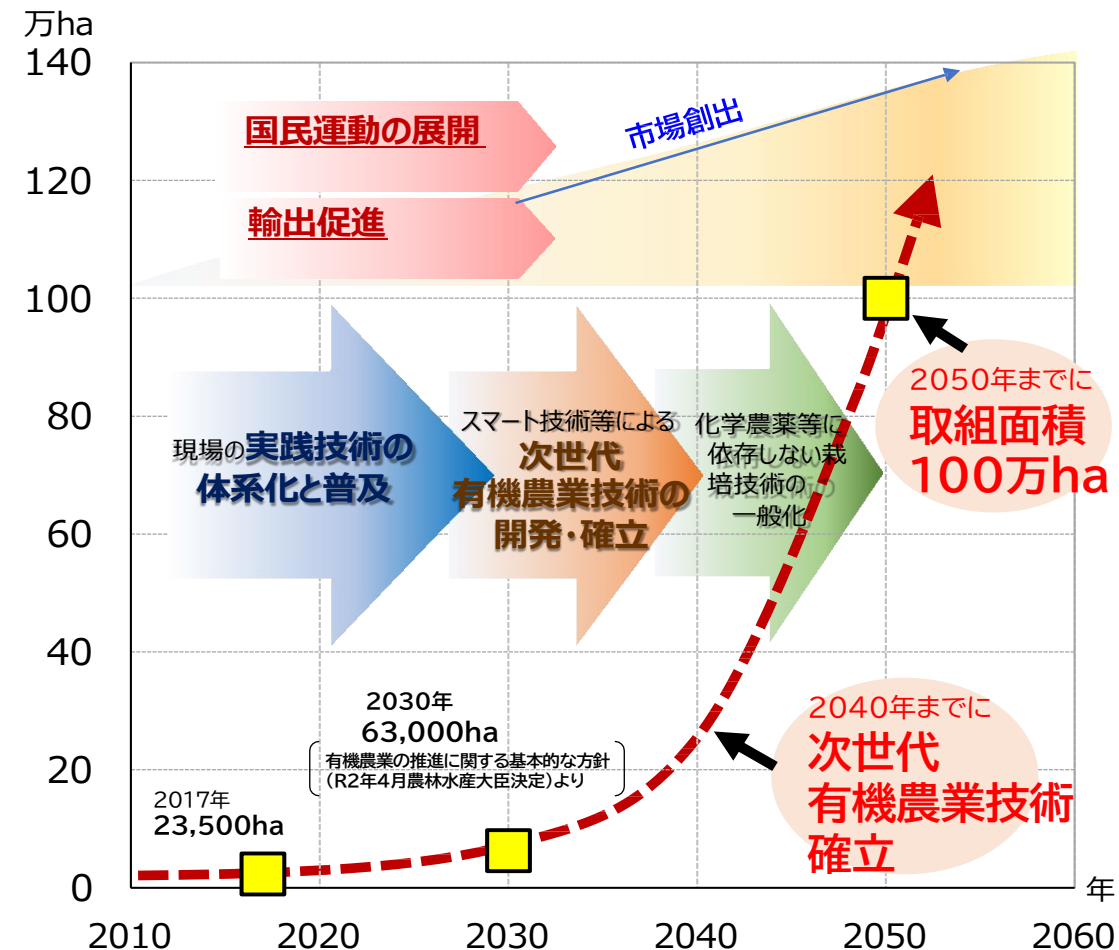 万ha
140
120
100
80
60
40
20
0
国民運動の展開
輸出促進
市場創出
現場の実践技術の
体系化と普及
スマート技術等による
次世代
有機農業技術の
開発・確立
化学農薬等に
依存しない栽
培技術の
一般化
2050年までに
取組面積
100万ha
2040年までに
次世代
有機農業技術
確立
2030年
63,000ha
有機農業の推進に関する基本的な方針
(R2年4月農林水産大臣決定)より
2017年
23,500ha
年
2010 2020 2030 2040 2050 2060